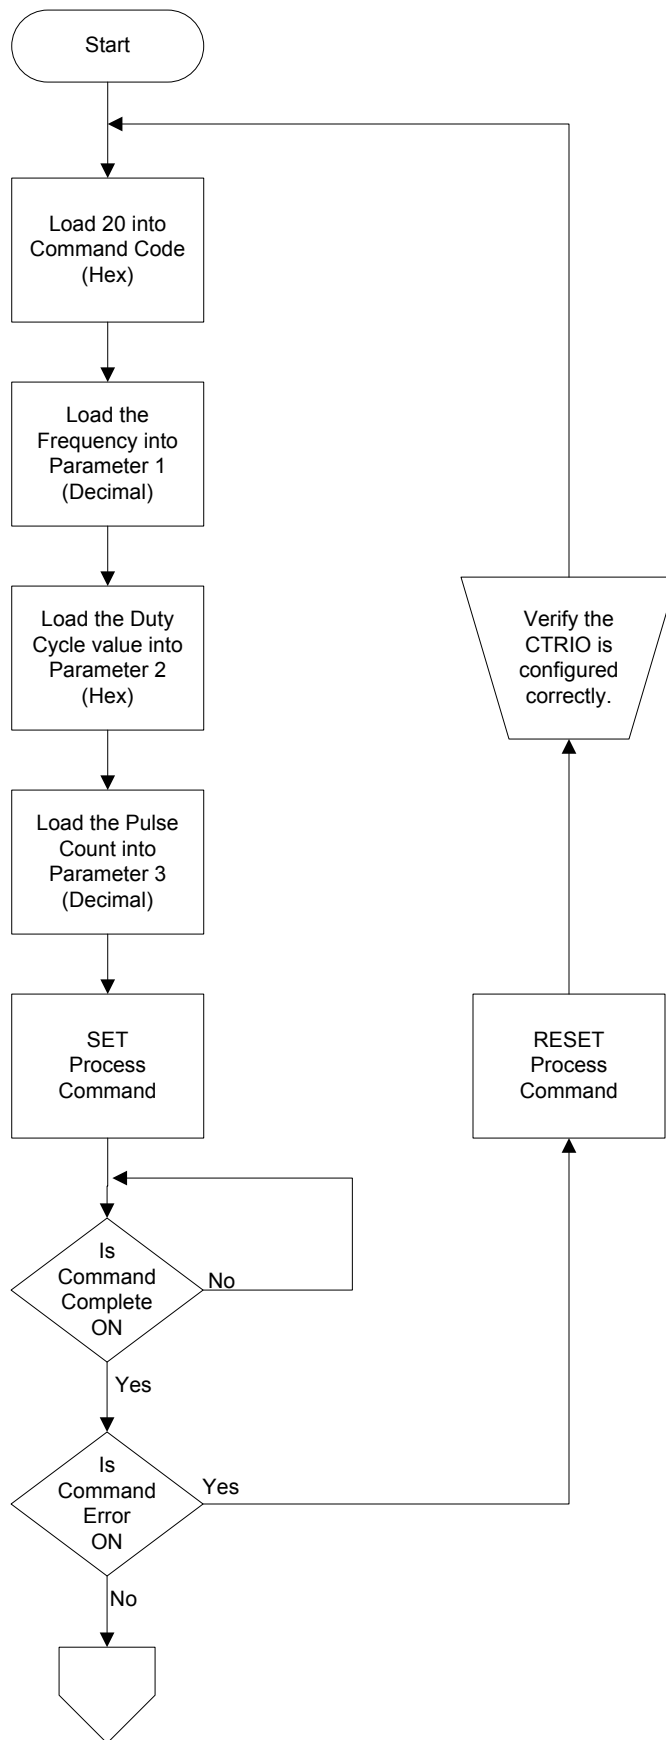 Start
Load 20 into
Command Code
(Hex)
Load the
Frequency into
Parameter 1
(Decimal)
Load the Duty
Cycle value into
Parameter 2
(Hex)
Verify the
CTRIO is
configured
correctly.
Load the Pulse
Count into
Parameter 3
(Decimal)
SET
Process
Command
RESET
Process
Command
Is
Command
Complete
ON
No
Yes
Is
Command
Error
ON
Yes
No